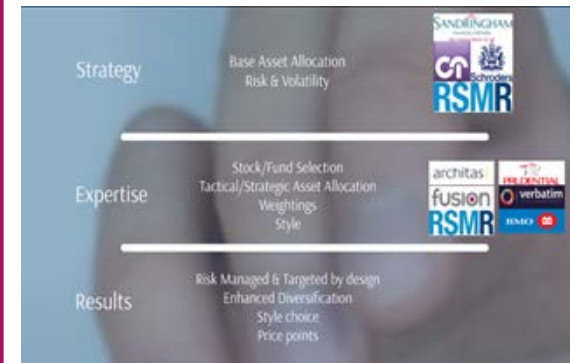 Strategy
Base Asset Allocation
Risk & Volatility
SANDRINGHAM
Schroders
RSMR
Expertise
Stock/Fund Selection
Tactical/Strategic Asset Allocation
Weightings
Style
architas
PRUDENTIAL
fusion
verbatim
RSMR
BMO
Results
Risk Managed & Targeted by design
Enhanced Diversification
Style choice
Price points